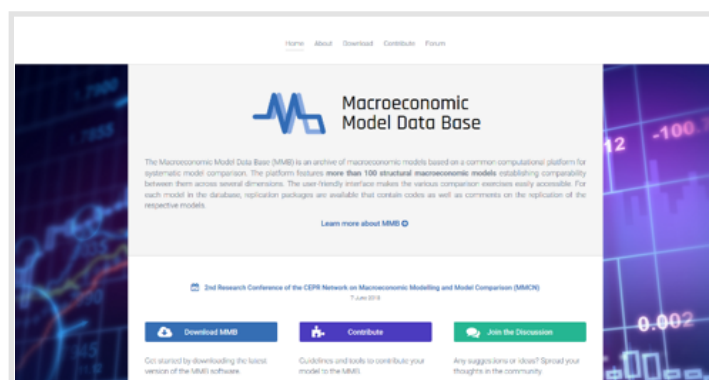 Home About Download Contribute Forum
Macroeconomic
Model Data Base
The Macroeconomic Model Data Base (MMB) is an archive of macroeconomic models based on a common computational platform for
systematic model comparison. The platform features more than 100 structural macroeconomic models establishing comparability
between them across several dimensions. The user-friendly interface makes the various comparison exercises easily accessible. For
each model in the database, replication packages are available that contain codes as well as comments on the replication of the
respective models.
Learn more about MMB
2nd Research Conference of the CEPR Network on Macroeconomic Modelling and Model Comparison (MMCN)
7 June 2018
Download MMB Contribute Join the Discussion
Get started by downloading the latest Guidelines and tools to contribute your Any suggestions or ideas? Spread your
version of the MMB software. model to the MMB. thoughts in the community.
1.7900
1.7855
12 -100.
0.002